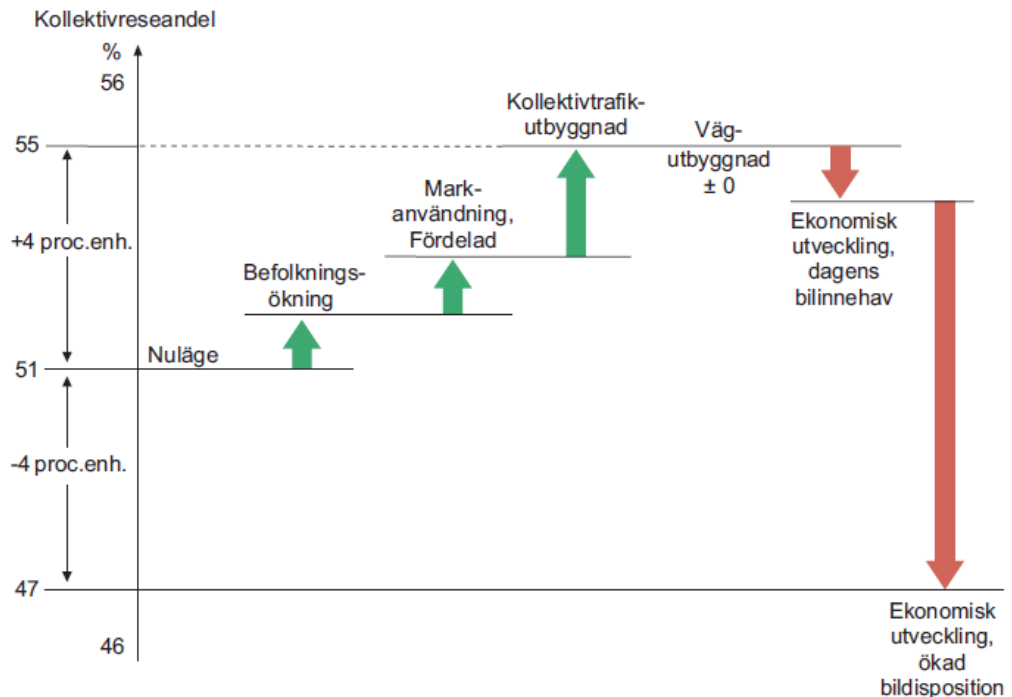 Kollektivreseandel
%
56
Kollektivtrafik-
utbyggnad
Väg-
utbyggnad
± 0
55
Mark-
användning,
Fördelad
Ekonomisk
utveckling,
dagens
bilinnehav
+4 proc.enh.
Befolknings-
ökning
Nuläge
51
-4 proc.enh.
47
Ekonomisk
utveckling,
ökad
bildisposition
46